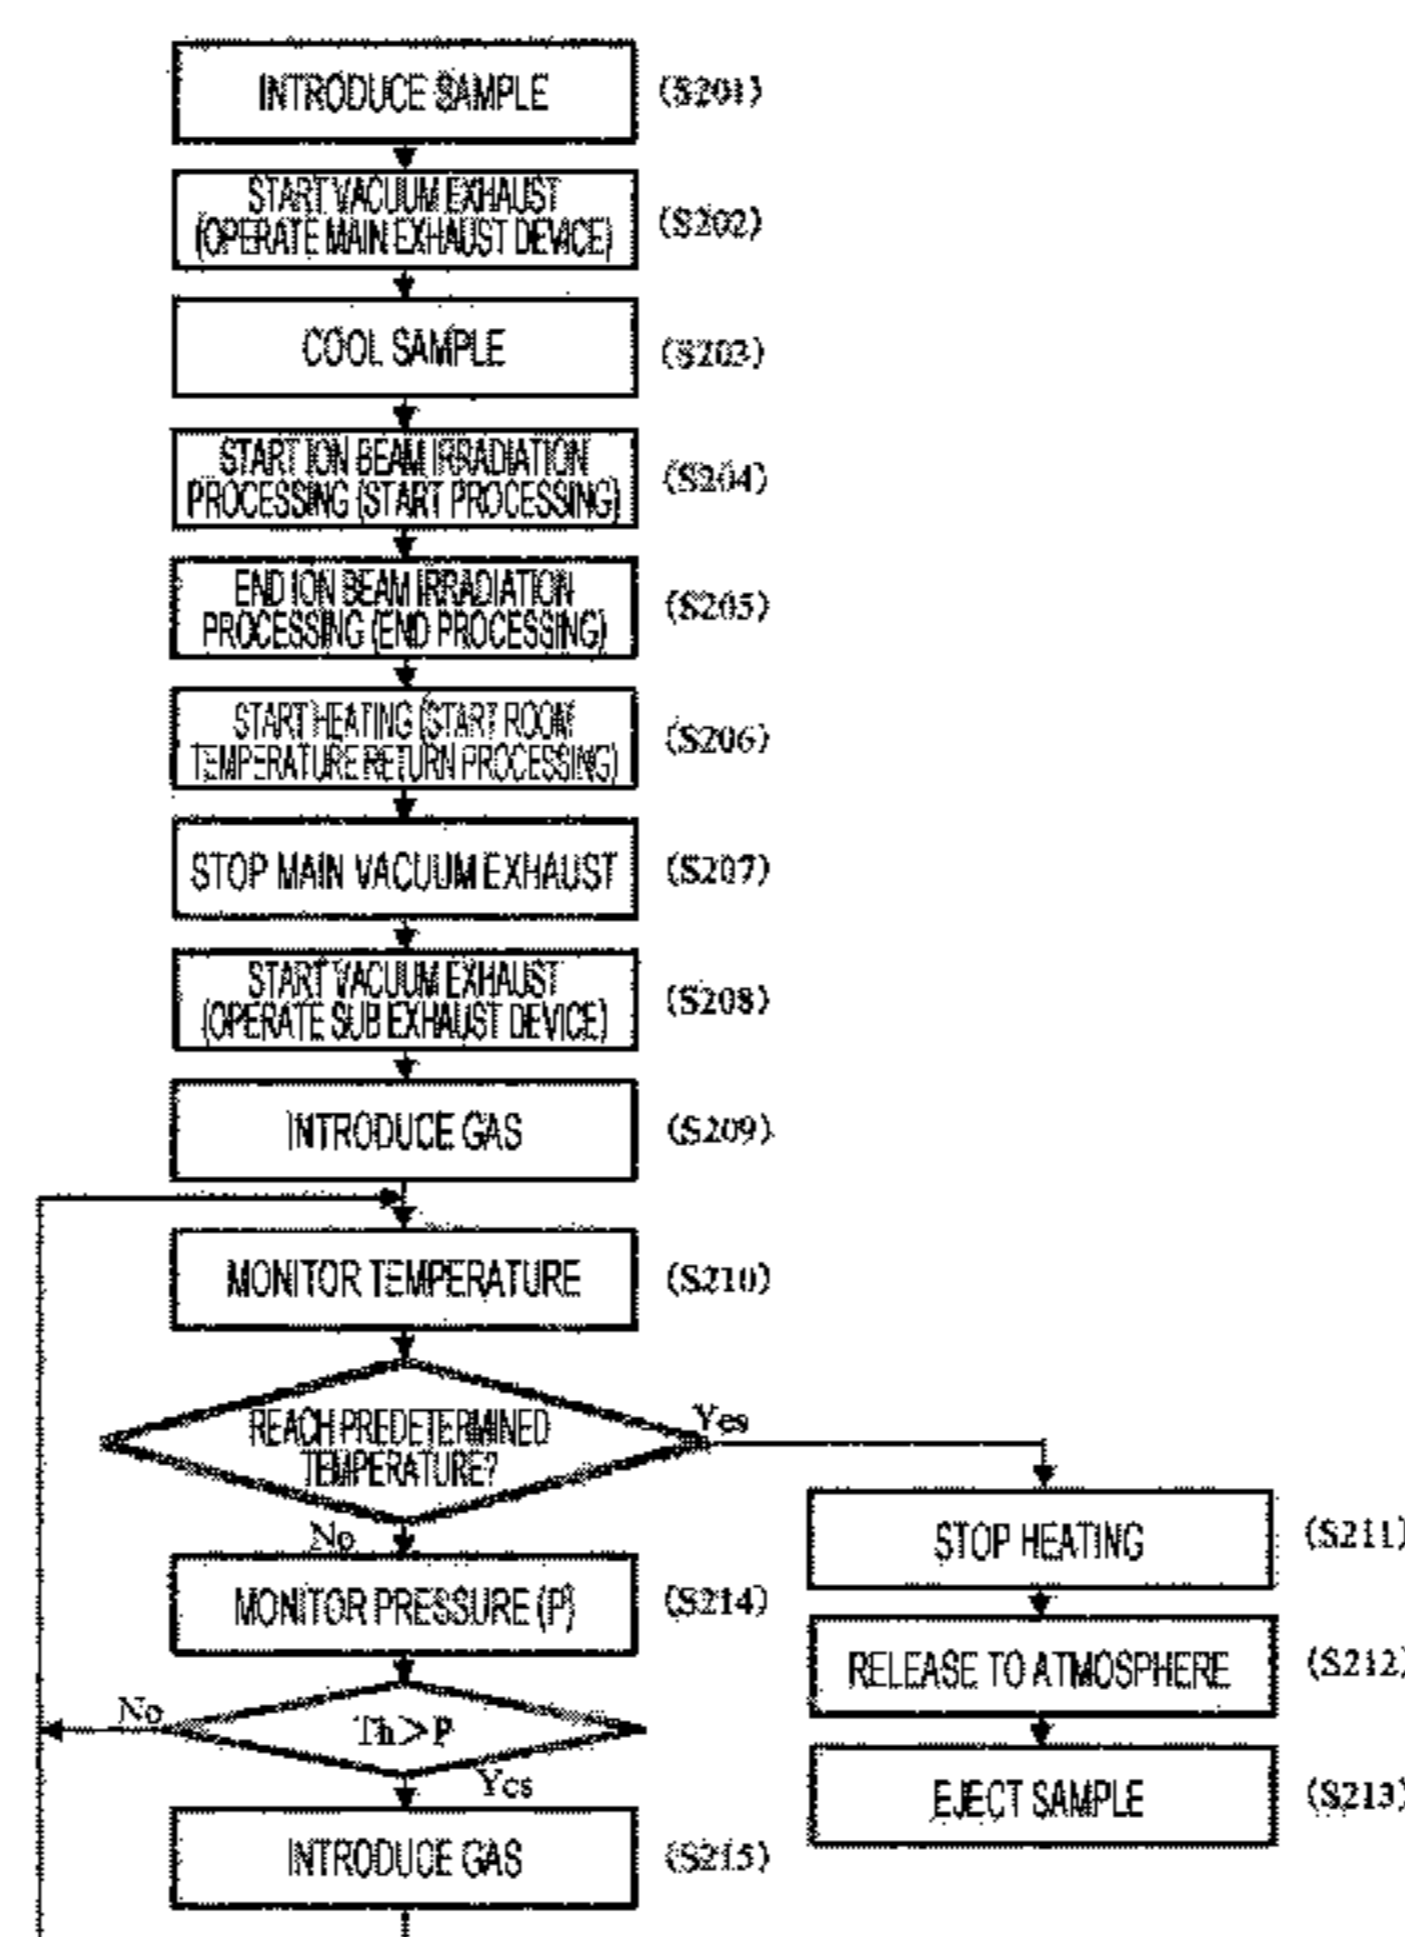 INTRODUCE SAMPLE
(S201)
START VACUUM EXHAUST
(OPERATE MAIN EXHAUST DEVICE)
(S202)
COOL SAMPLE
(S203)
START ION BEAM IRRADIATION
PROCESSING (START PROCESSING)
(S204)
END ION BEAM IRRADIATION
PROCESSING (END PROCESSING)
(S205)
START HEATING (START ROOM
TEMPERATURE RETURN PROCESSING)
(S206)
STOP MAIN VACUUM EXHAUST
(S207)
START VACUUM EXHAUST
(OPERATE SUB EXHAUST DEVICE)
(S208)
INTRODUCE GAS
(S209)
MONITOR TEMPERATURE
(S210)
REACH PREDETERMINED
TEMPERATURE?
Yes
No
STOP HEATING
(S211)
MONITOR PRESSURE (P)
(S214)
RELEASE TO ATMOSPHERE
(S212)
Th>P
No
Yes
EJECT SAMPLE
(S213)
INTRODUCE GAS
(S215)